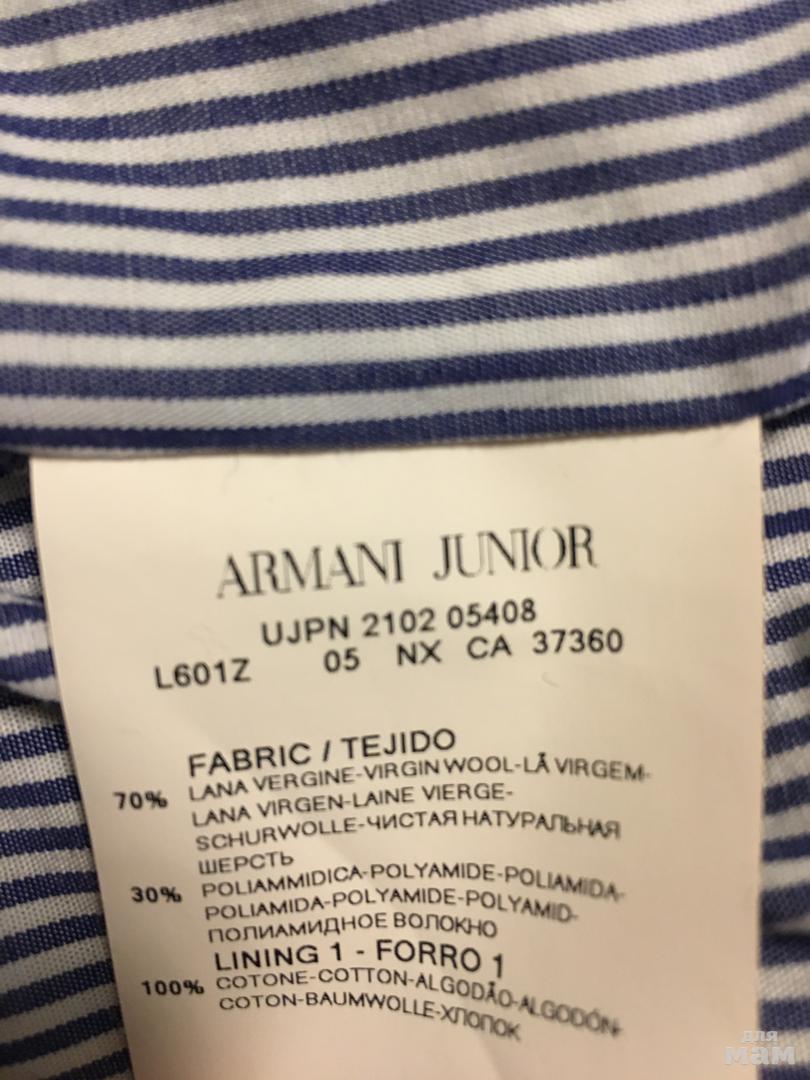 ARMANI JUNIOR
UJPN 2102 05408
L601Z 05 NX CA 37360
FABRIC / TEJIDO
70% LANA VERGINE-VIRGIN WOOL-LÃ VIRGEM-
LANA VIRGEN-LAINE VIERGE-
SCHURWOLLE-ЧИСТАЯ НАТУРАЛЬНАЯ
ШЕРСТЬ
30% POLIAMMIDICA-POLYAMIDE-POLIAMIDA-
POLIAMIDA-POLYAMIDE-POLYAMID-
ПОЛИАМИДНОЕ ВОЛОКНО
LINING 1 - FORRO 1
100% COTONE-COTTON-ALGODÃO-ALGODÓN-
COTON-BAUMWOLLE-ХЛОПОК
для
мам